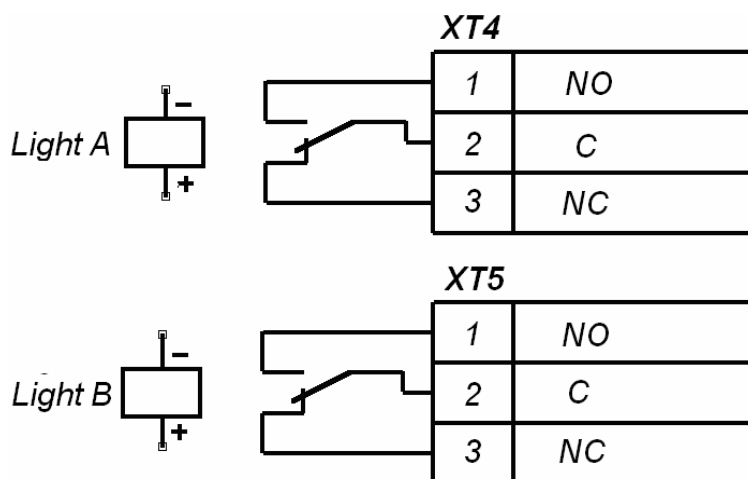 XT4
1 NO
Light A
−
+
2 C
3 NC
XT5
1 NO
Light B
−
+
2 C
3 NC